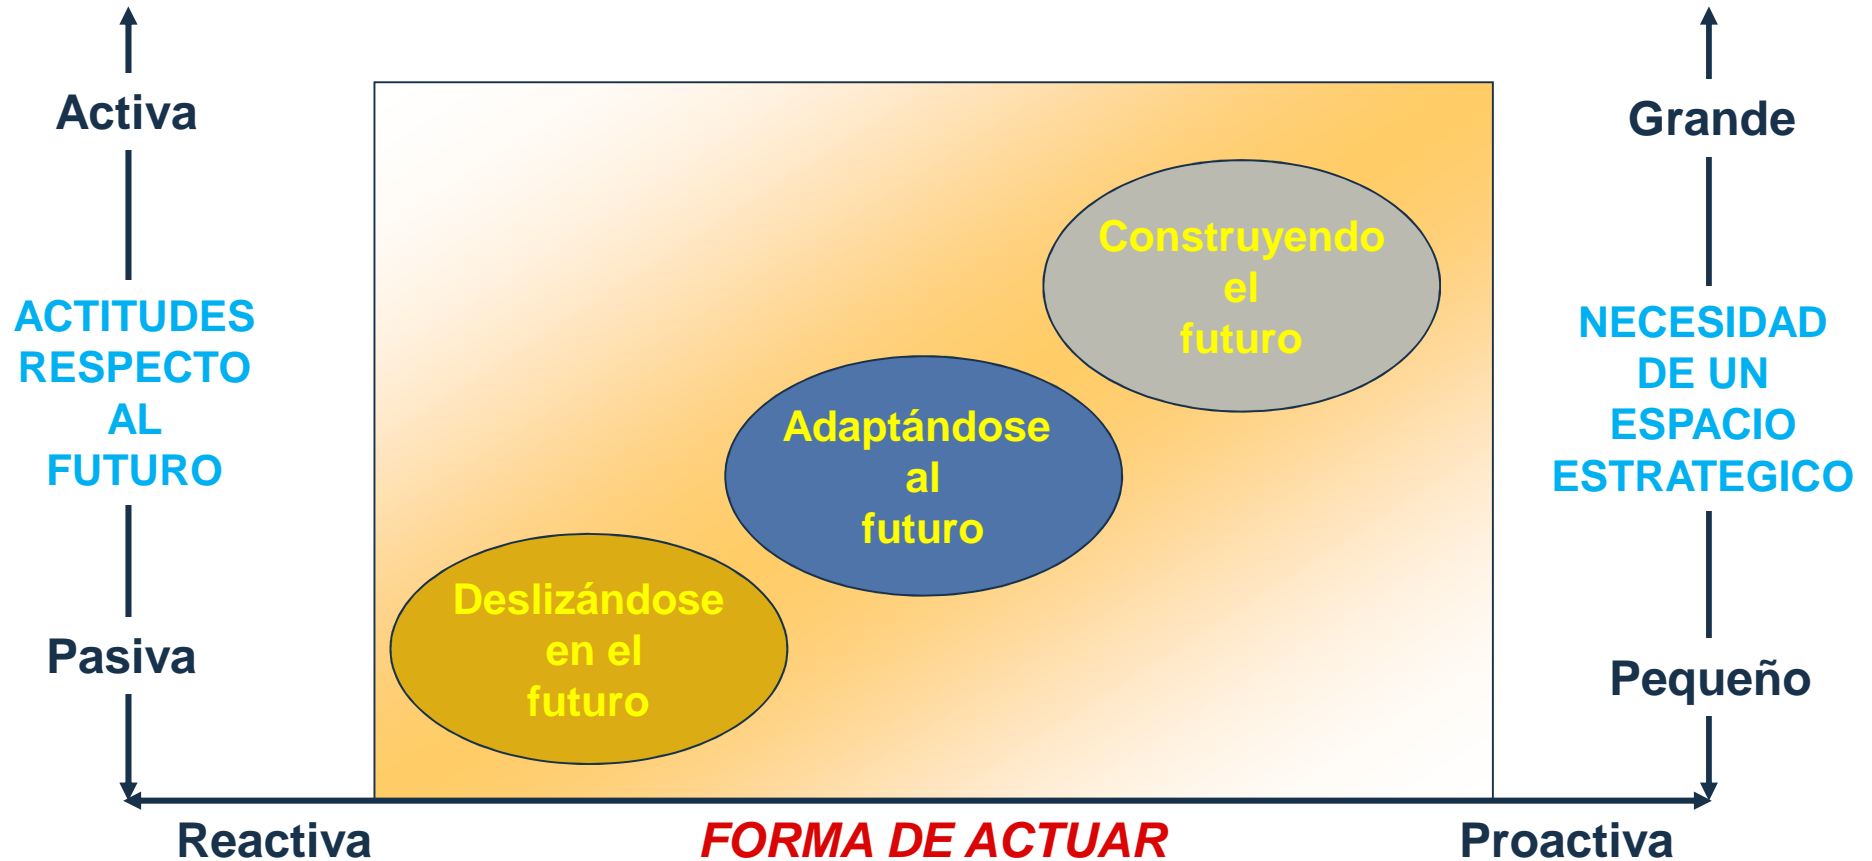 Activa
ACTITUDES
RESPECTO
AL
FUTURO
Pasiva
Construyendo
el
futuro
Adaptándose
al
futuro
Deslizándose
en el
futuro
Grande
NECESIDAD
DE UN
ESPACIO
ESTRATEGICO
Pequeño
Reactiva
FORMA DE ACTUAR
Proactiva